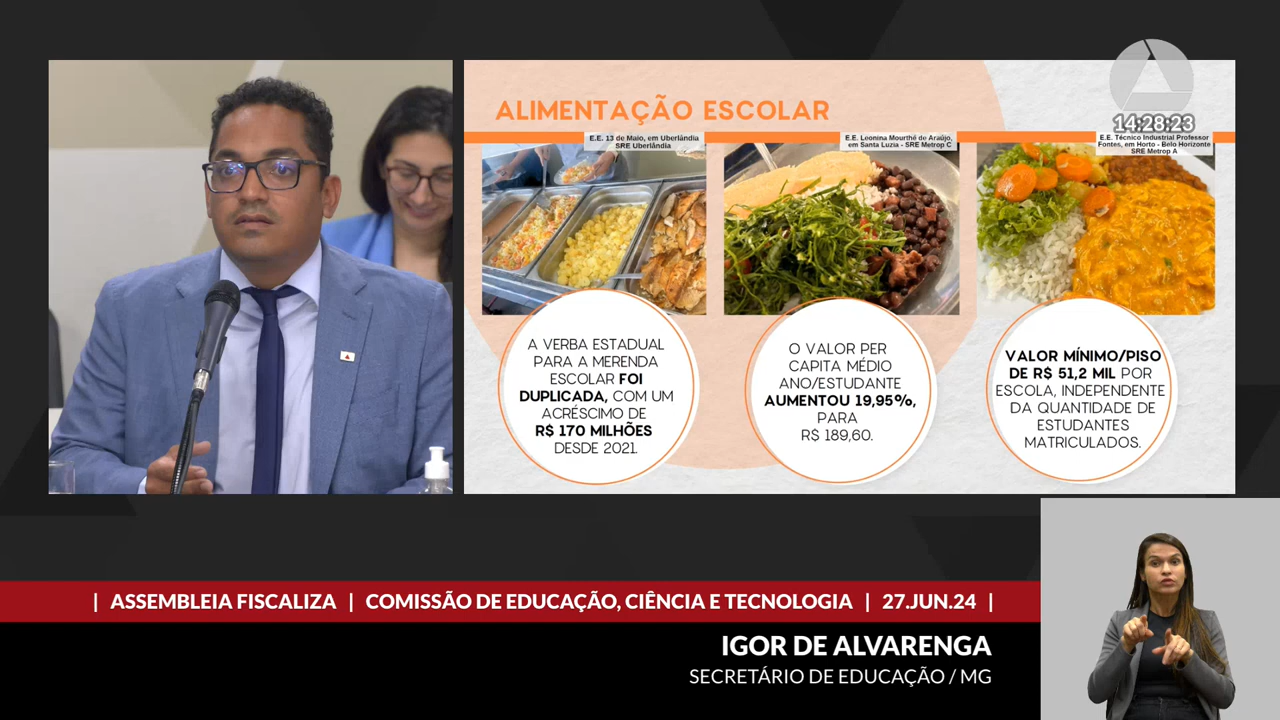 ALIMENTAÇÃO ESCOLAR
14:28:23
E.E. 13 de Maio, em Uberlândia
SRE Uberlândia
E.E. Leonina Mourthé de Araújo,
em Santa Luzia - SRE Metrop C
E.E. Técnico Industrial Professor
Fontes, em Horto - Belo Horizonte
SRE Metrop A
A VERBA ESTADUAL
PARA A MERENDA
ESCOLAR FOI
DUPLICADA, COM UM
ACRÉSCIMO DE
R$ 170 MILHÕES
DESDE 2021.
O VALOR PER
CAPITA MÉDIO
ANO/ESTUDANTE
AUMENTOU 19,95%,
PARA
R$ 189,60.
VALOR MÍNIMO/PISO
DE R$ 51,2 MIL POR
ESCOLA, INDEPENDENTE
DA QUANTIDADE DE
ESTUDANTES
MATRICULADOS.
| ASSEMBLEIA FISCALIZA | COMISSÃO DE EDUCAÇÃO, CIÊNCIA E TECNOLOGIA | 27.JUN.24 |
IGOR DE ALVARENGA
SECRETÁRIO DE EDUCAÇÃO / MG